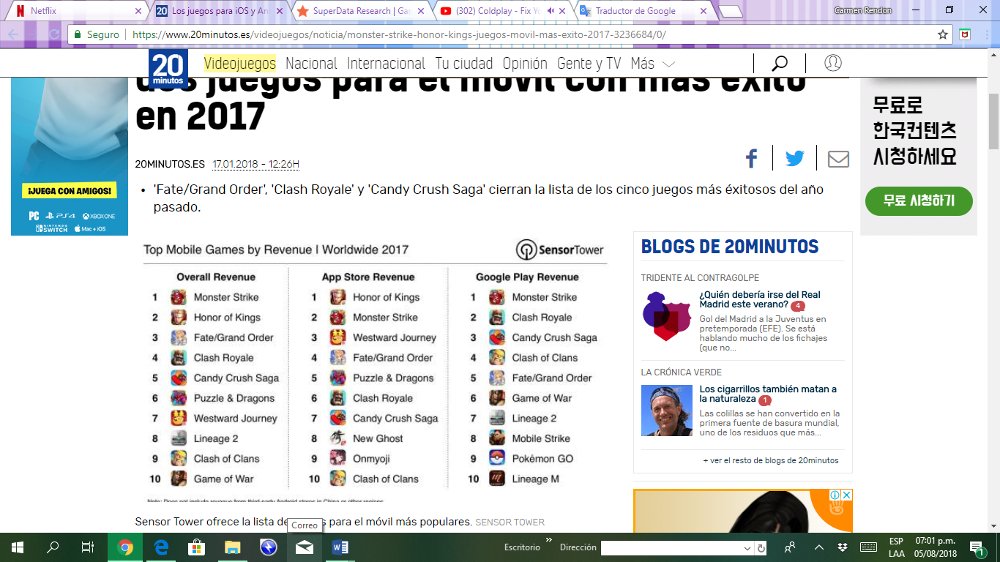 Netflix
Los juegos para iOS y An
SuperData Research | Ga
(302) Coldplay - Fix Yo
Traductor de Google
Carmen Rendon
Seguro
https://www.20minutos.es/videojuegos/noticia/monster-strike-honor-kings-juegos-movil-mas-exito-2017-3236684/0/
20 minutos
Videojuegos Nacional Internacional Tu ciudad Opinión Gente y TV Más
dos juegos para el móvil con más éxito
en 2017
20MINUTOS.ES 17.01.2018 - 12:26H
'Fate/Grand Order', 'Clash Royale' y 'Candy Crush Saga' cierran la lista de los cinco juegos más éxitosos del año
pasado.
¡JUEGA CON AMIGOS!
PC PS4 XBOX ONE
NINTENDO SWITCH Mac + iOS
Top Mobile Games by Revenue | Worldwide 2017
SensorTower
Overall Revenue
1 Monster Strike
2 Honor of Kings
3 Fate/Grand Order
4 Clash Royale
5 Candy Crush Saga
6 Puzzle & Dragons
7 Westward Journey
8 Lineage 2
9 Clash of Clans
10 Game of War
App Store Revenue
1 Honor of Kings
2 Monster Strike
3 Westward Journey
4 Fate/Grand Order
5 Puzzle & Dragons
6 Clash Royale
7 Candy Crush Saga
8 New Ghost
9 Onmyoji
10 Clash of Clans
Google Play Revenue
1 Monster Strike
2 Clash Royale
3 Candy Crush Saga
4 Clash of Clans
5 Fate/Grand Order
6 Game of War
7 Lineage 2
8 Mobile Strike
9 Pokémon GO
10 Lineage M
Note: Does not include revenue from third-party Android stores in China or other regions.
Sensor Tower ofrece la lista de s para el móvil más populares. SENSOR TOWER
Correo
BLOGS DE 20MINUTOS
TRIDENTE AL CONTRAGOLPE
¿Quién debería irse del Real
Madrid este verano? 4
Gol del Madrid a la Juventus en
pretemporada (EFE). Se está
hablando mucho de los fichajes
(que no...
LA CRÓNICA VERDE
Los cigarrillos también matan a
la naturaleza 1
Las colillas se han convertido en la
primera fuente de basura mundial,
uno de los residuos que más...
+ ver el resto de blogs de 20minutos
무료로
한국컨텐츠
시청하세요
무료 시청하기
Escritorio
Dirección
ESP
LAA
07:01 p.m.
05/08/2018
1